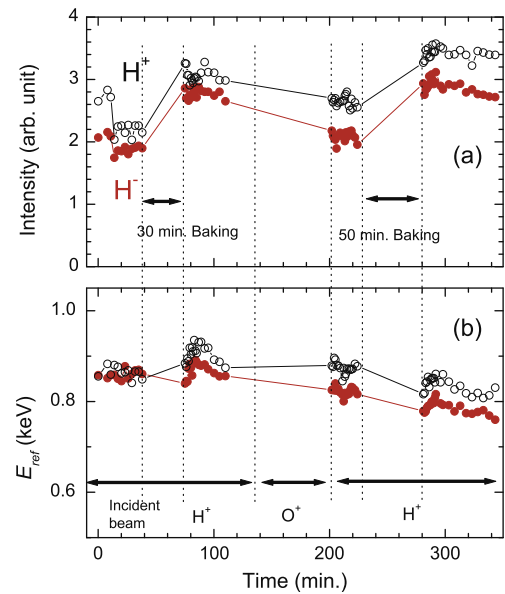 4
H⁺
3
Intensity (arb. unit)
2
(a)
H⁻
1
30 min. Baking
50 min. Baking
0
1.0
(b)
E_ref (keV)
0.8
0.6
Incident
beam
H⁺
O⁺
H⁺
0
100
200
300
Time (min.)